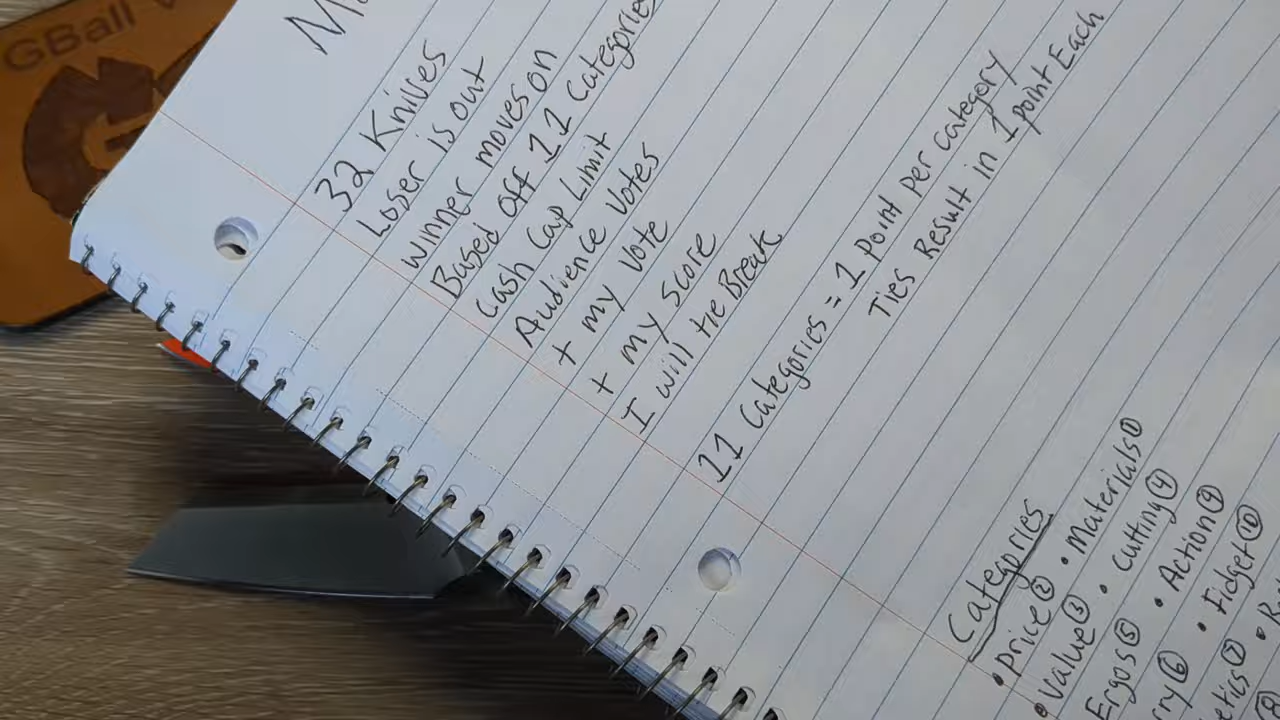 GBall
32 Knives
Loser is out
winner moves on
Based off 11 Categories
Cash Cap Limit
Audience Votes
+ my vote
+ my score
I will tie Break
11 Categories = 1 Point per category
Ties Result in 1 point Each
Categories
• Price② • Materials①
• Value③ • Cutting④
Ergos⑤ • Action⑨
⑥ • Fidget⑩
⑦ •